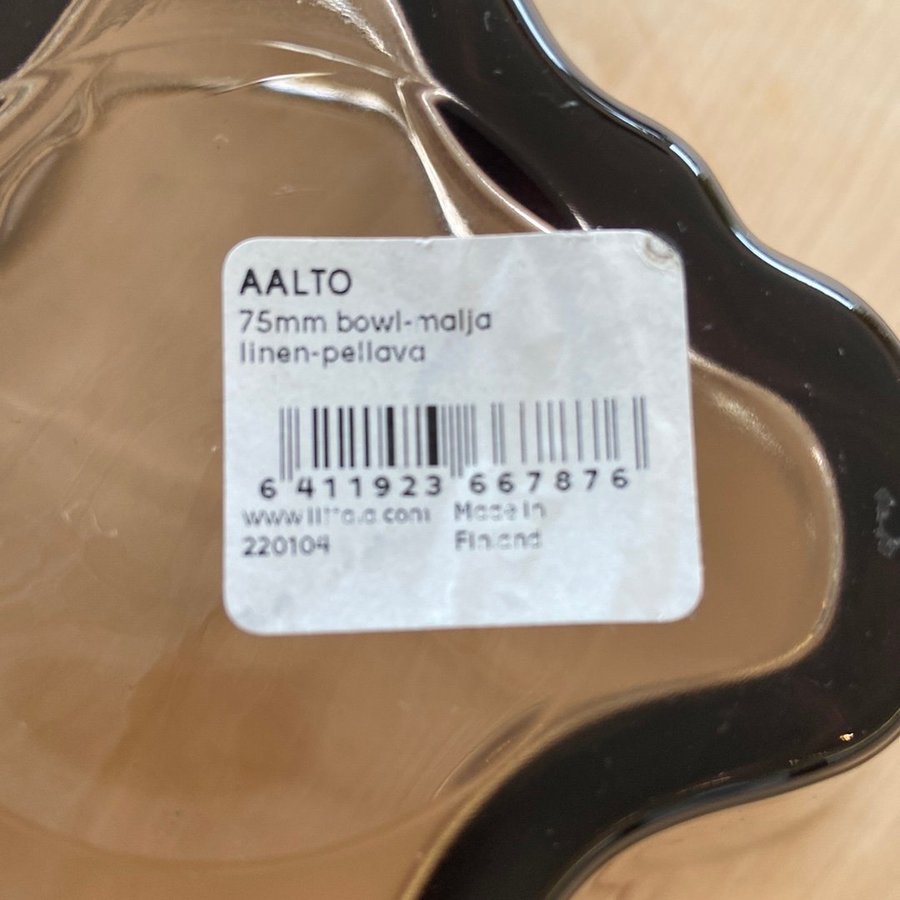 AALTO
75mm bowl-malja
linen-pellava
6 411923 667876
www.iittala.com Made in
220104 Finland